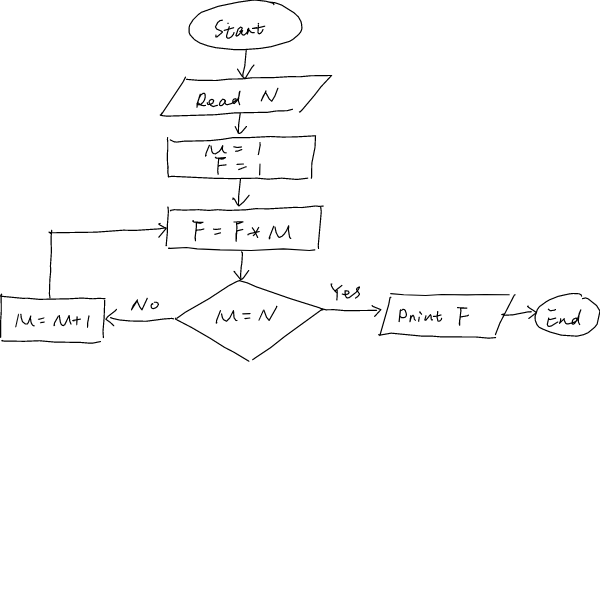 Start
Read N
M = 1
F = 1
F = F * M
M = N
No
Yes
M = M+1
Print F
End